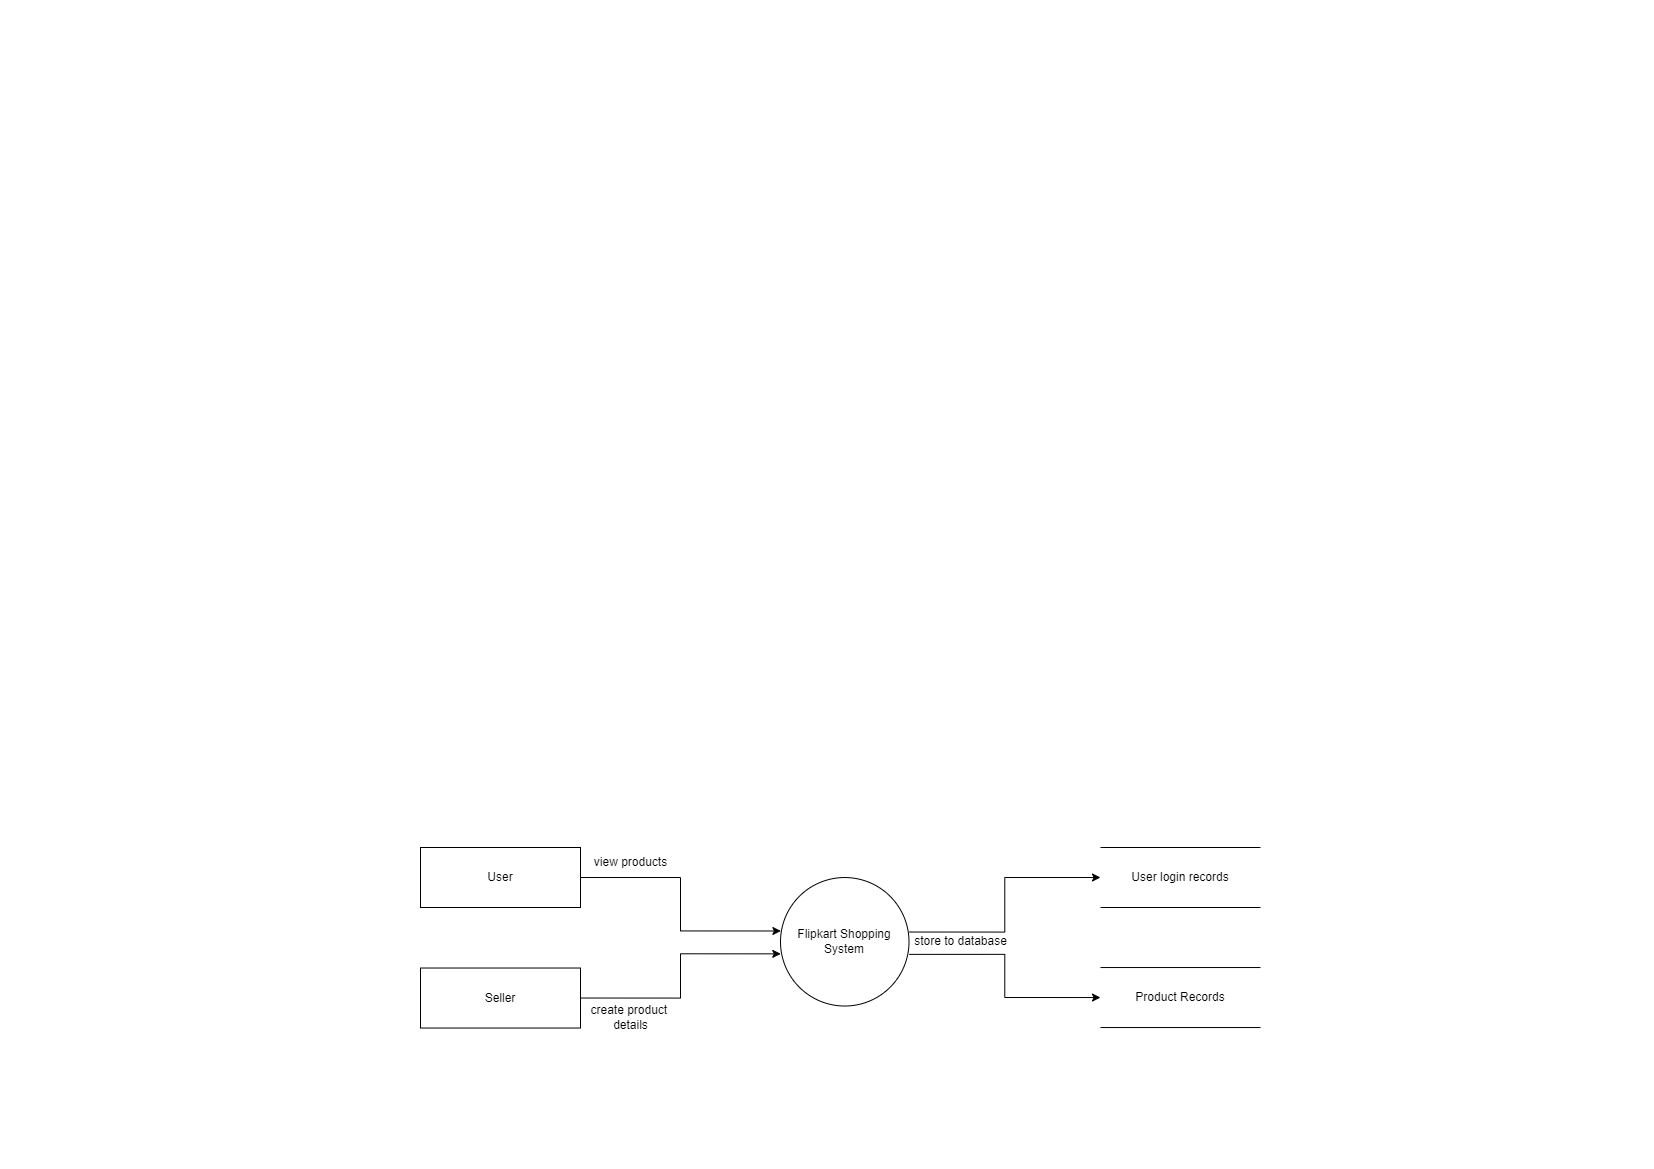 User
view products
Seller
create product
details
Flipkart Shopping
System
store to database
User login records
Product Records